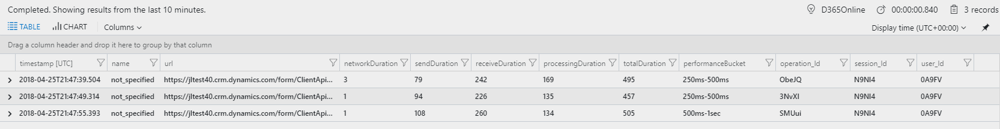 Completed. Showing results from the last 10 minutes. D365Online 00:00:00.840 3 records
TABLE CHART Columns Display time (UTC+00:00)
Drag a column header and drop it here to group by that column
timestamp [UTC] name url networkDuration sendDuration receiveDuration processingDuration totalDuration performanceBucket operation_Id session_Id user_Id
2018-04-25T21:47:39.504 not_specified https://jltest40.crm.dynamics.com/form/ClientApi... 3 79 242 169 495 250ms-500ms ObeJQ N9NI4 0A9FV
2018-04-25T21:47:49.314 not_specified https://jltest40.crm.dynamics.com/form/ClientApi... 1 94 226 135 457 250ms-500ms 3NvXI N9NI4 0A9FV
2018-04-25T21:47:55.393 not_specified https://jltest40.crm.dynamics.com/form/ClientApi... 1 108 260 134 505 500ms-1sec SMUui N9NI4 0A9FV